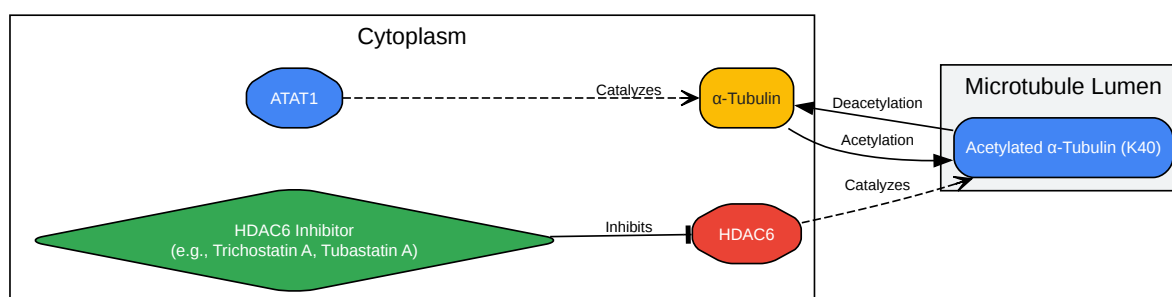 Cytoplasm
ATAT1
Catalyzes
α-Tubulin
Microtubule Lumen
Deacetylation
Acetylation
Acetylated α-Tubulin (K40)
Catalyzes
HDAC6 Inhibitor
(e.g., Trichostatin A, Tubastatin A)
Inhibits
HDAC6